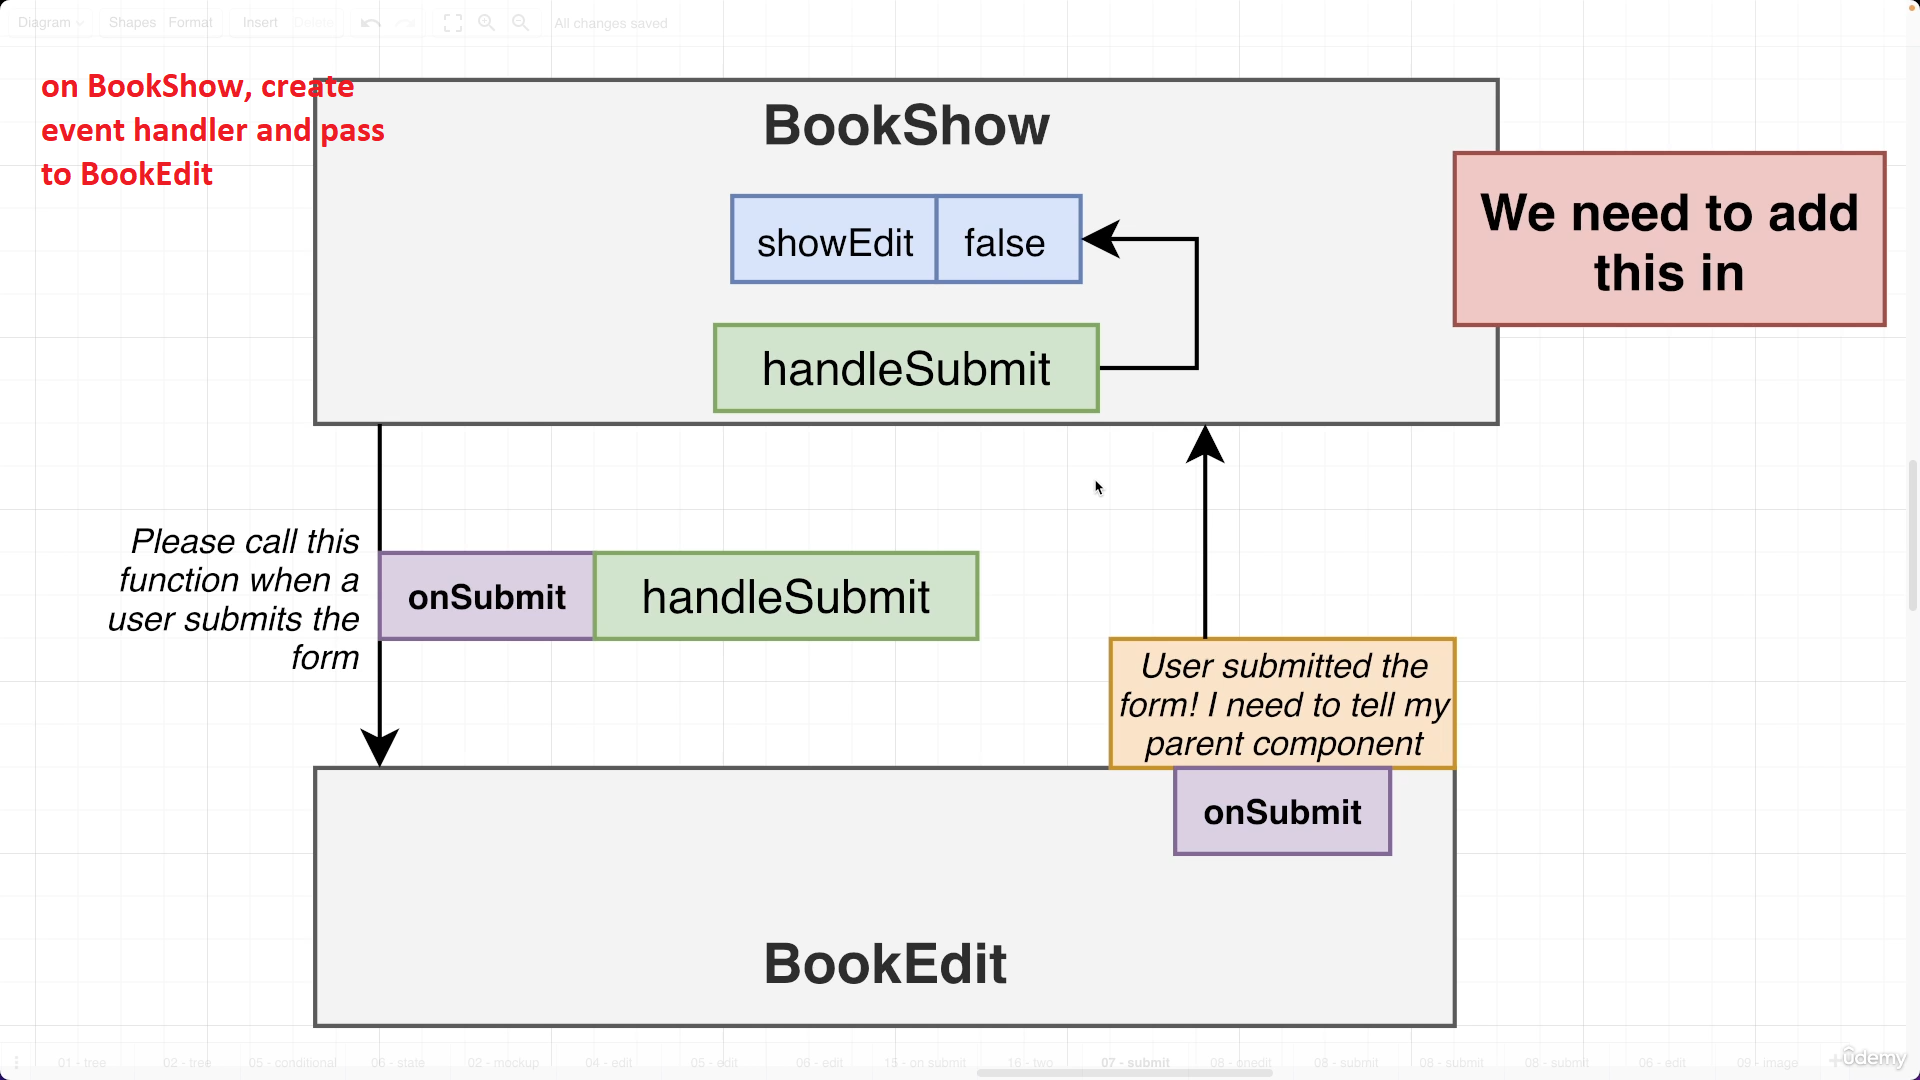 Diagram
Shapes
Format
Insert
Delete
All changes saved
on BookShow, create
event handler and pass
to BookEdit
BookShow
We need to add
this in
showEdit
false
handleSubmit
Please call this
function when a
user submits the
form
onSubmit
handleSubmit
User submitted the
form! I need to tell my
parent component
onSubmit
BookEdit
01 - tree
02 - tree
05 - conditional
06 - state
02 - mockup
04 - edit
05 - edit
06 - edit
15 - on submit
16 - two
07 - submit
08 - onedit
08 - submit
08 - submit
08 - submit
06 - edit
09 - image
ûdemy